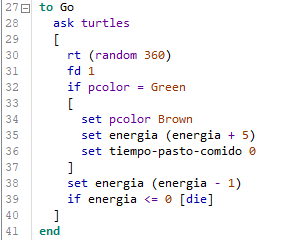 27 to Go
28 ask turtles
29 [
30 rt (random 360)
31 fd 1
32 if pcolor = Green
33 [
34 set pcolor Brown
35 set energia (energia + 5)
36 set tiempo-pasto-comido 0
37 ]
38 set energia (energia - 1)
39 if energia <= 0 [die]
40 ]
41 end